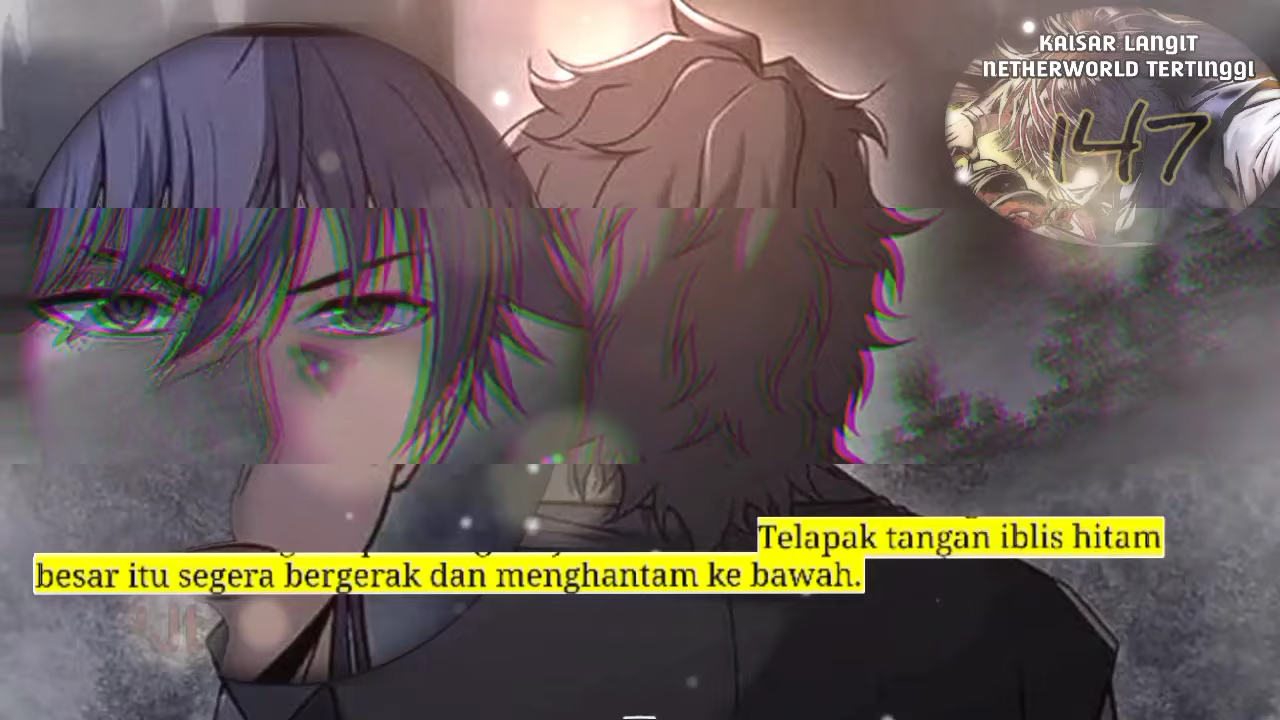 KAISAR LANGIT
NETHERWORLD TERTINGGI
147
Telapak tangan iblis hitam
besar itu segera bergerak dan menghantam ke bawah.